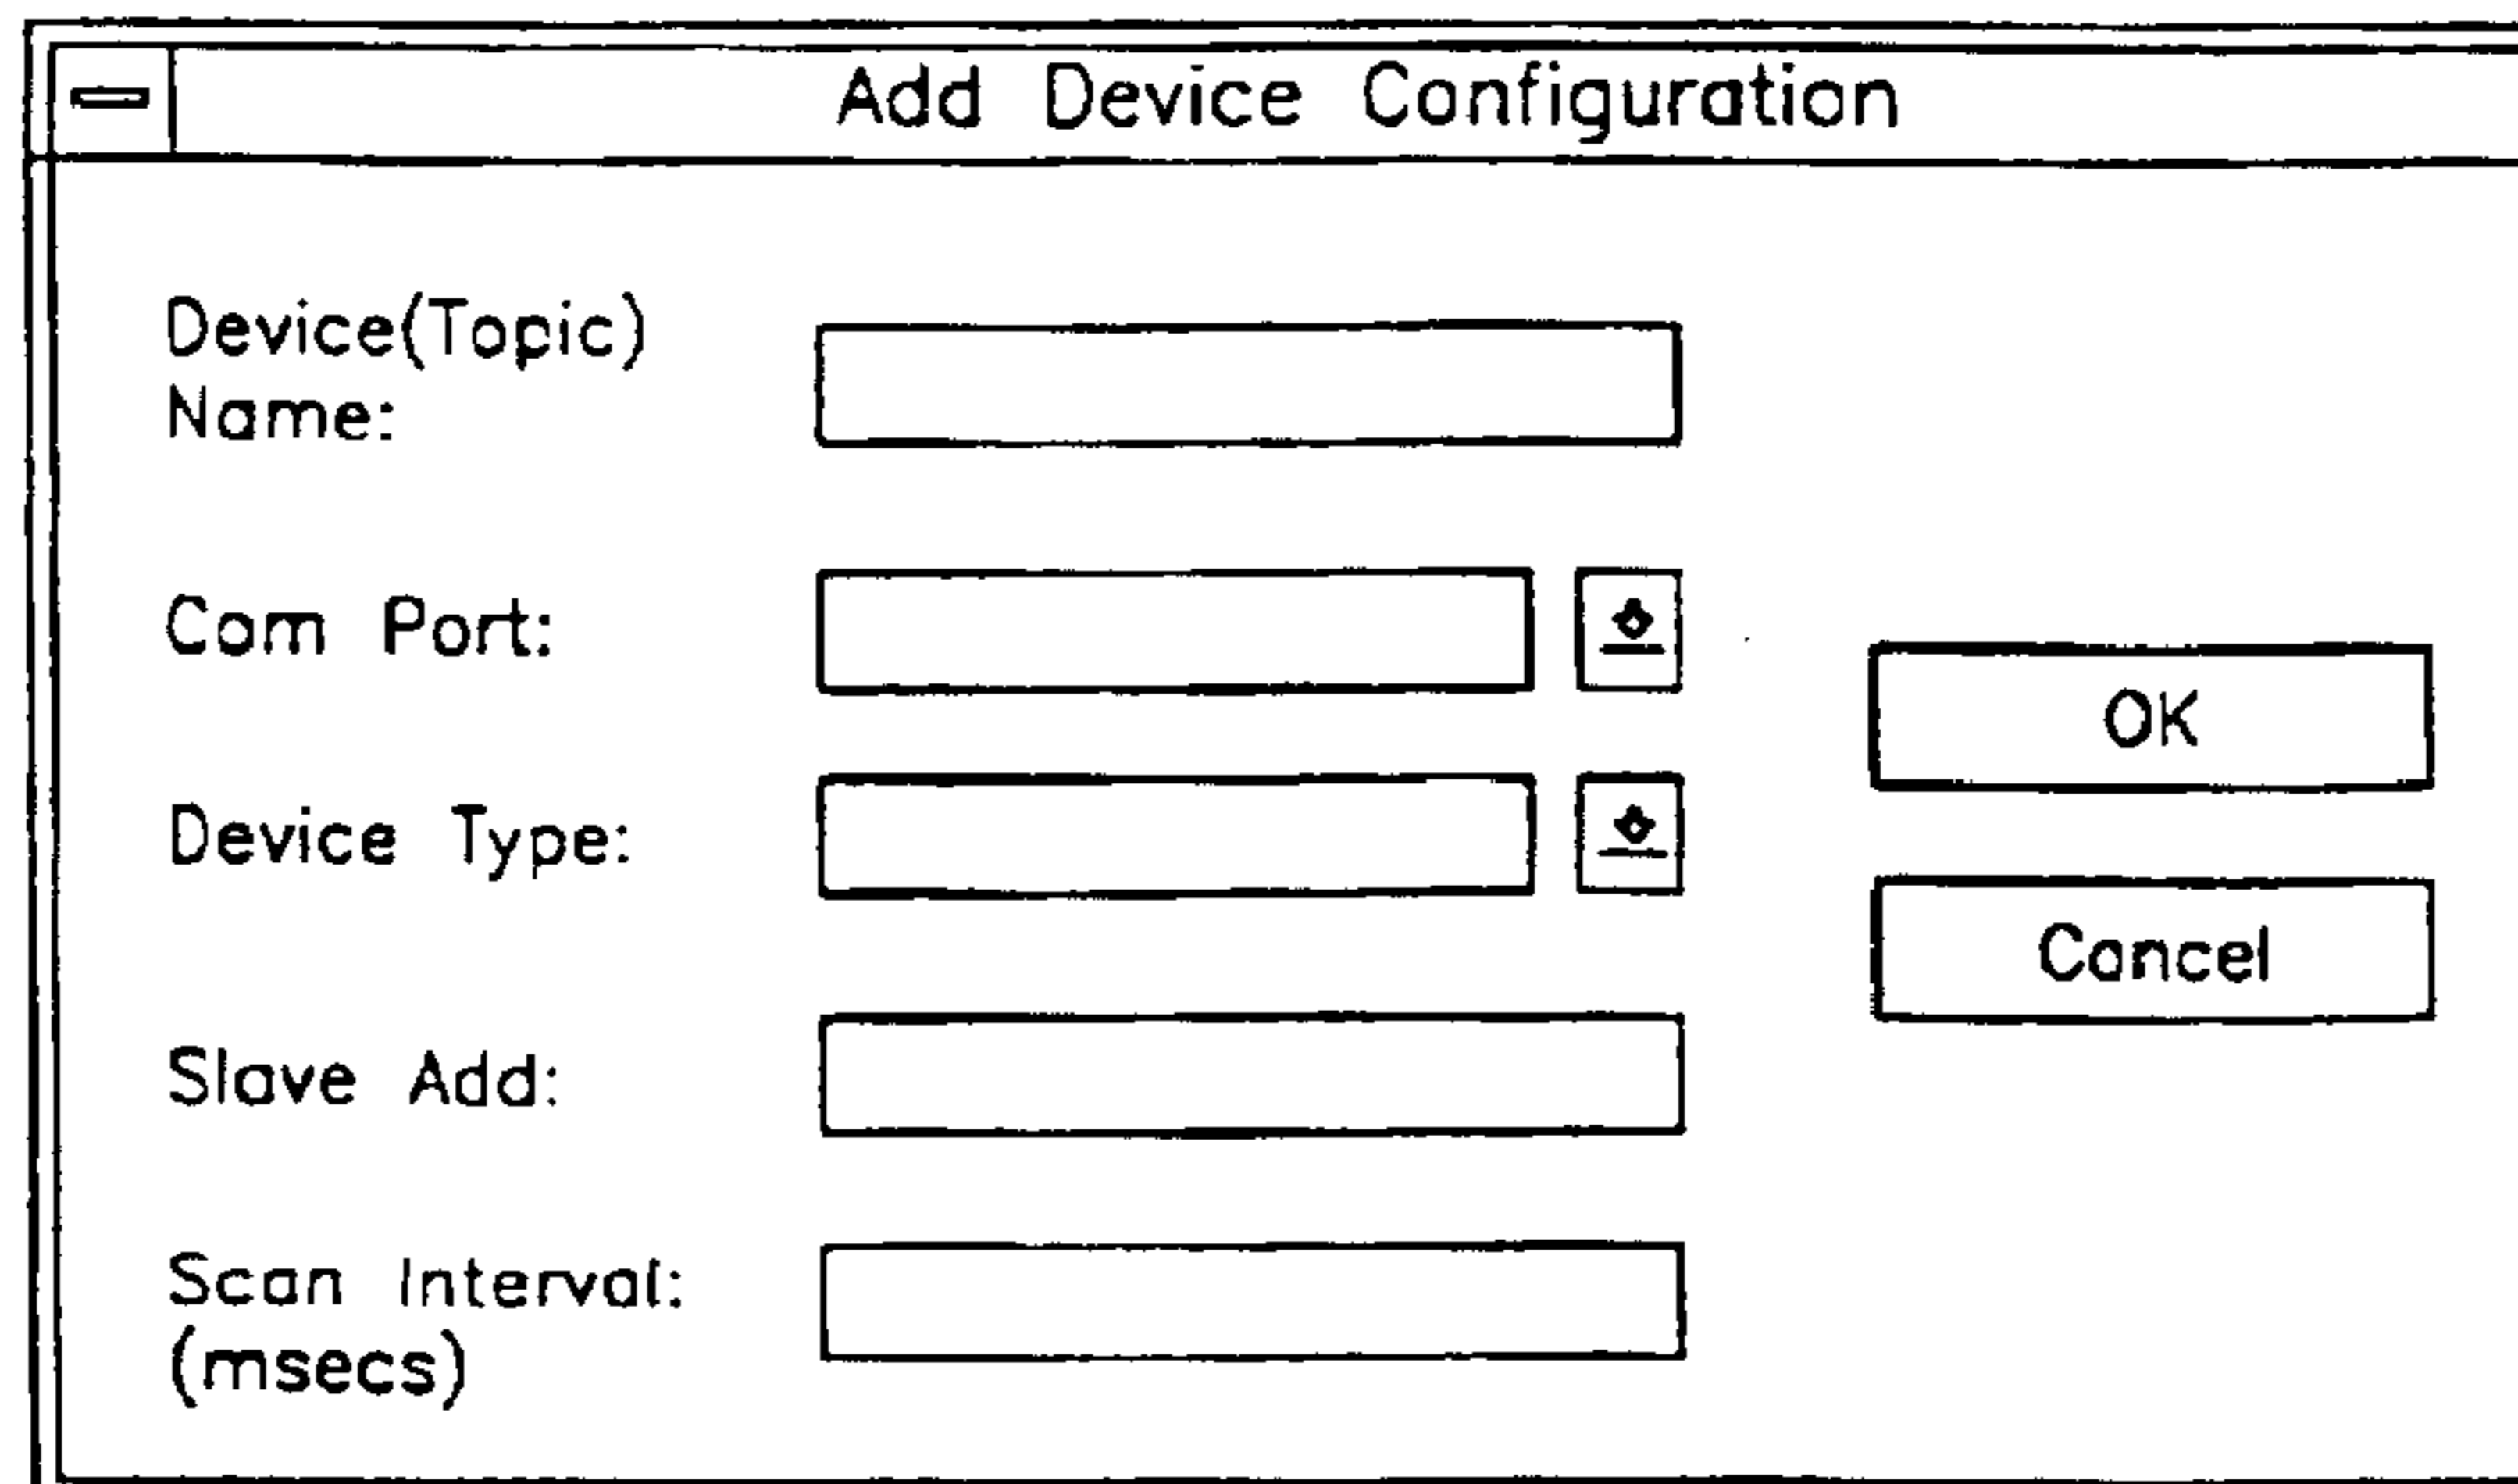 Add Device Configuration
Device(Topic)
Name:
Com Port:
OK
Device Type:
Cancel
Slave Add:
Scan Interval:
(msecs)